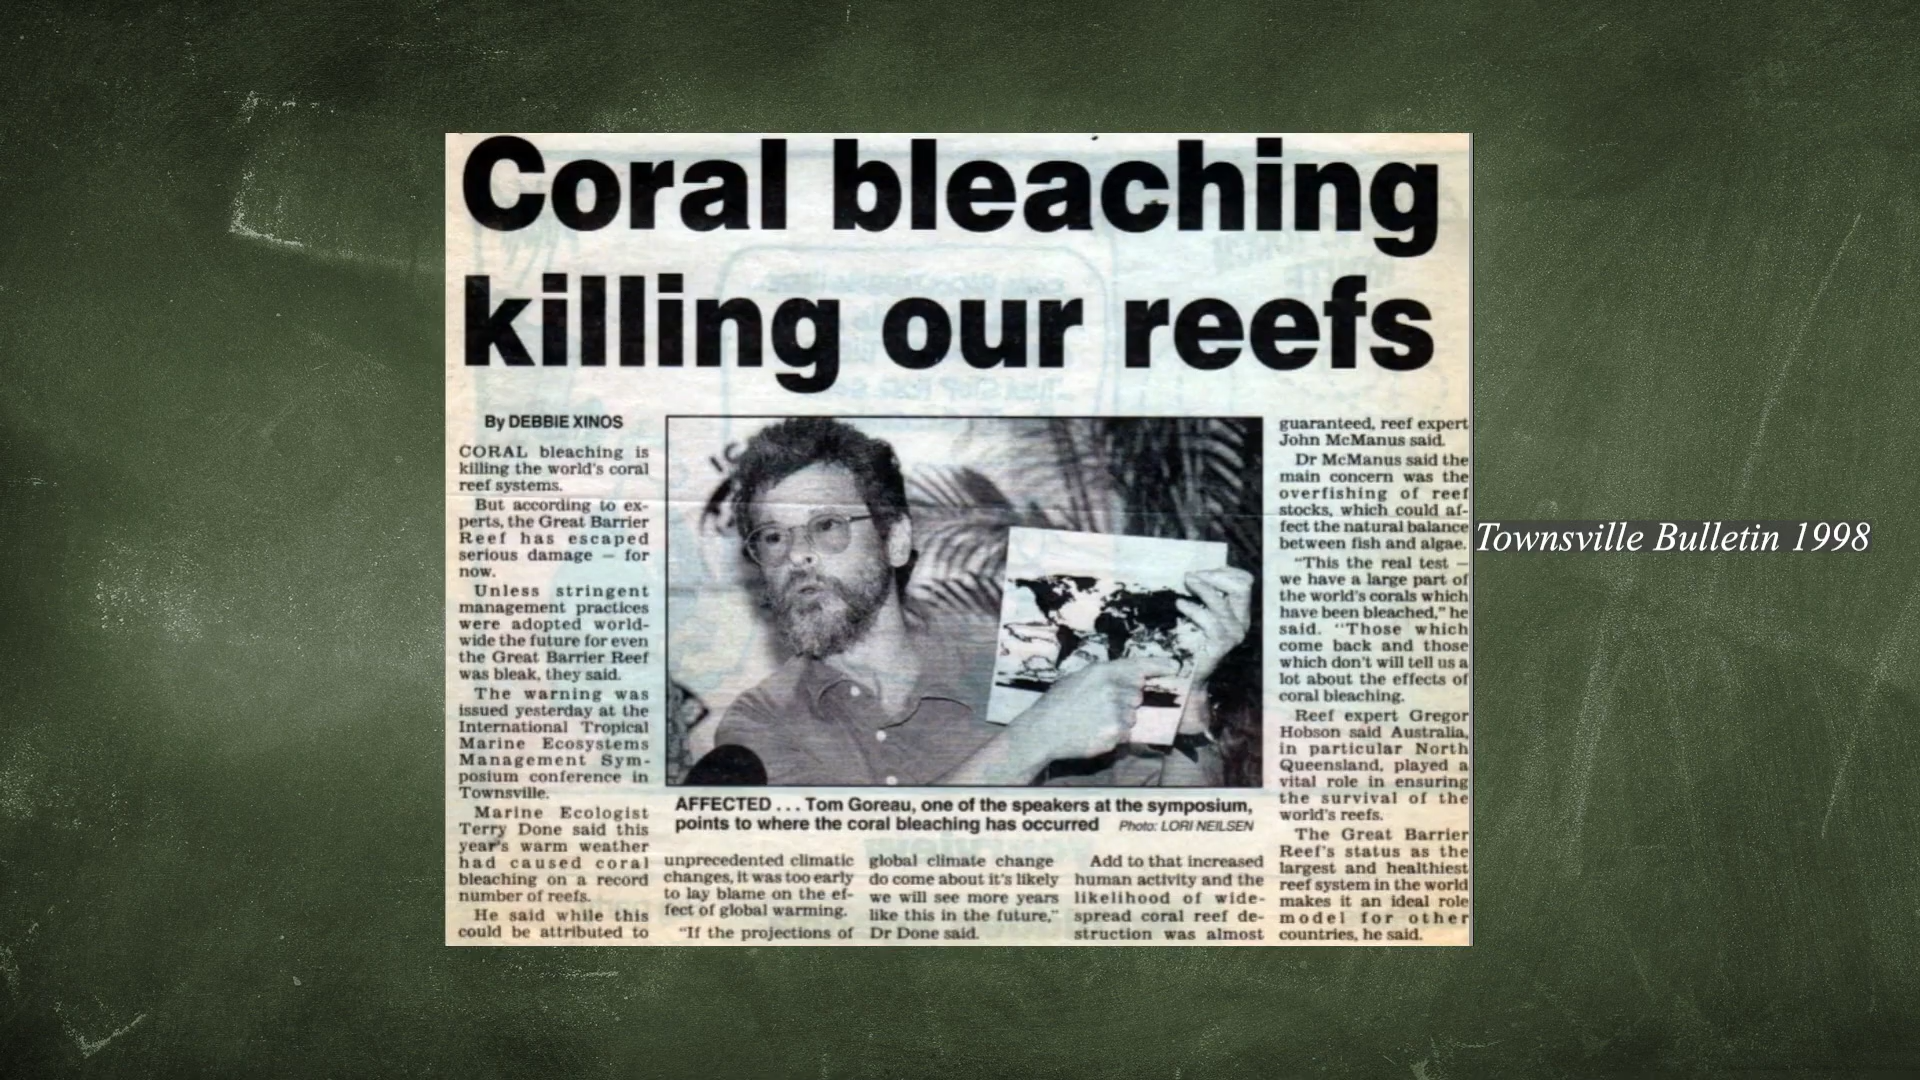 Coral bleaching
killing our reefs
By DEBBIE XINOS
CORAL bleaching is
killing the world's coral
reef systems.
But according to ex-
perts, the Great Barrier
Reef has escaped
serious damage — for
now.
Unless stringent
management practices
were adopted world-
wide the future for even
the Great Barrier Reef
was bleak, they said.
The warning was
issued yesterday at the
International Tropical
Marine Ecosystems
Management Sym-
posium conference in
Townsville.
Marine Ecologist
Terry Done said this
year's warm weather
had caused coral
bleaching on a record
number of reefs.
He said while this
could be attributed to
AFFECTED . . . Tom Goreau, one of the speakers at the symposium,
points to where the coral bleaching has occurred Photo: LORI NEILSEN
unprecedented climatic
changes, it was too early
to lay blame on the ef-
fect of global warming.
"If the projections of
global climate change
do come about it's likely
we will see more years
like this in the future,"
Dr Done said.
Add to that increased
human activity and the
likelihood of wide-
spread coral reef de-
struction was almost
guaranteed, reef expert
John McManus said.
Dr McManus said the
main concern was the
overfishing of reef
stocks, which could af-
fect the natural balance
between fish and algae.
"This the real test —
we have a large part of
the world's corals which
have been bleached," he
said. "Those which
come back and those
which don't will tell us a
lot about the effects of
coral bleaching.
Reef expert Gregor
Hobson said Australia,
in particular North
Queensland, played a
vital role in ensuring
the survival of the
world's reefs.
The Great Barrier
Reef's status as the
largest and healthiest
reef system in the world
makes it an ideal role
model for other
countries, he said.
Townsville Bulletin 1998